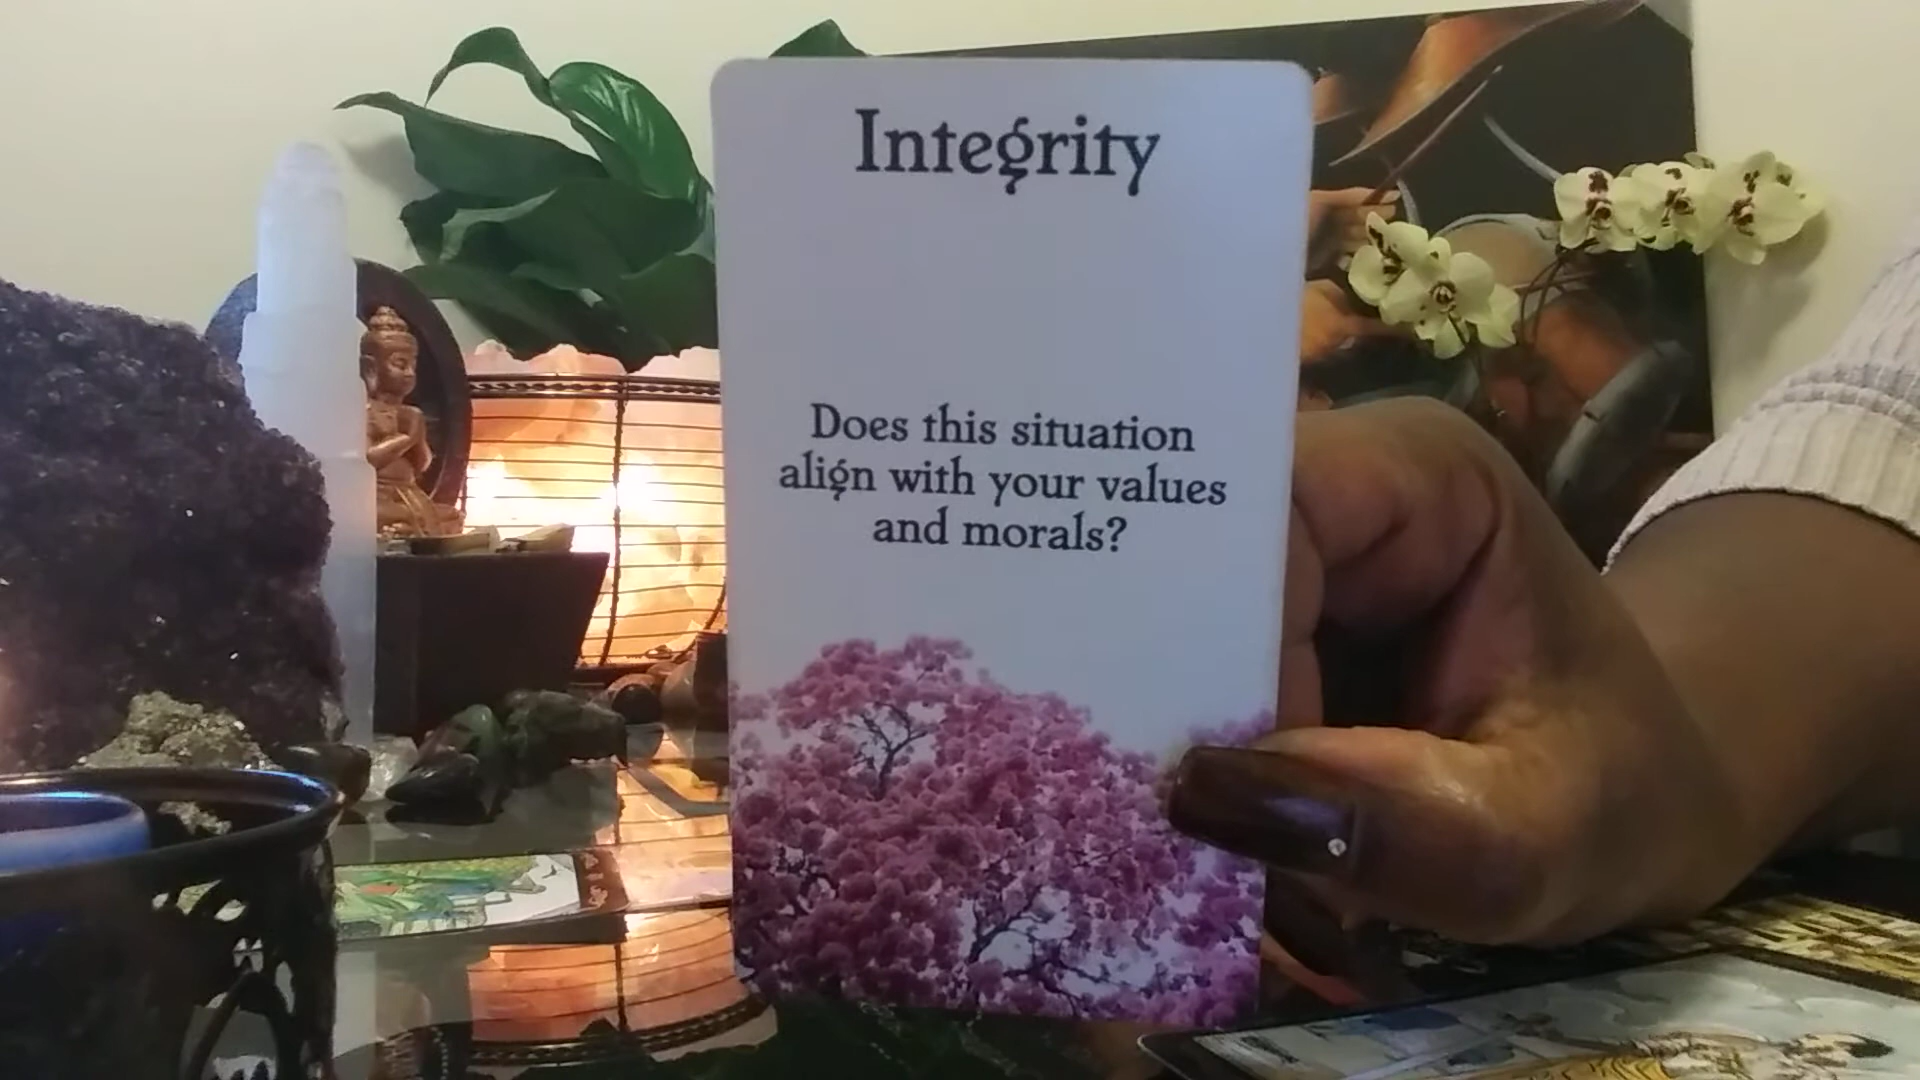 Integrity
Does this situation
align with your values
and morals?